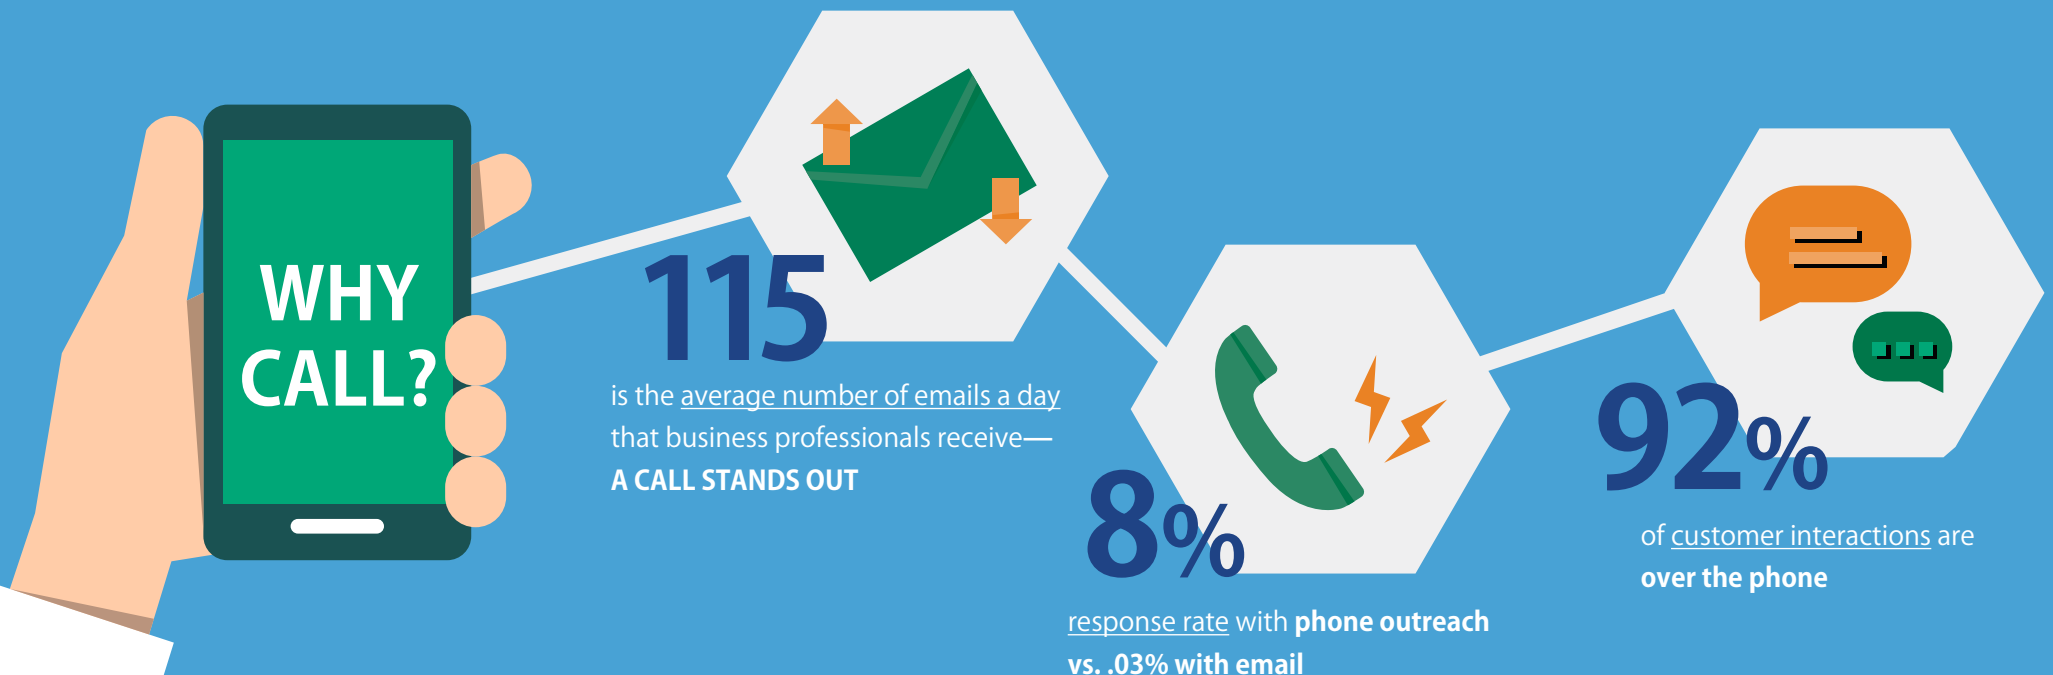 WHY
CALL?
115
is the average number of emails a day
that business professionals receive—
A CALL STANDS OUT
8%
response rate with phone outreach
vs. .03% with email
92%
of customer interactions are
over the phone